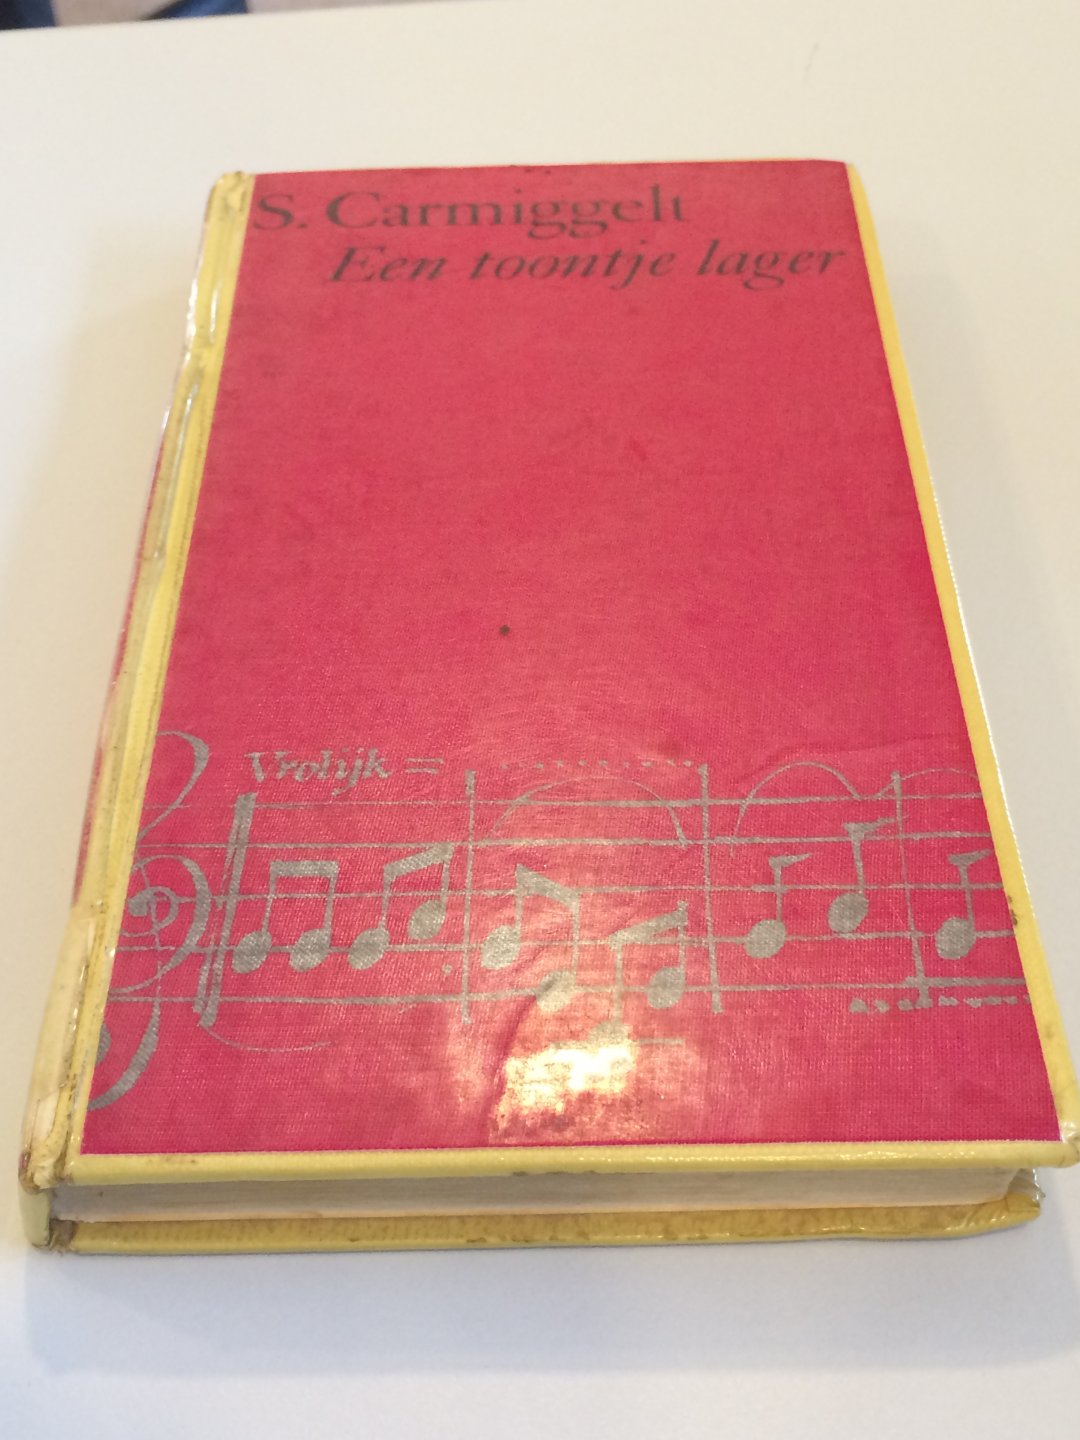 S. Carmiggelt
Een toontje lager
Vrolijk =